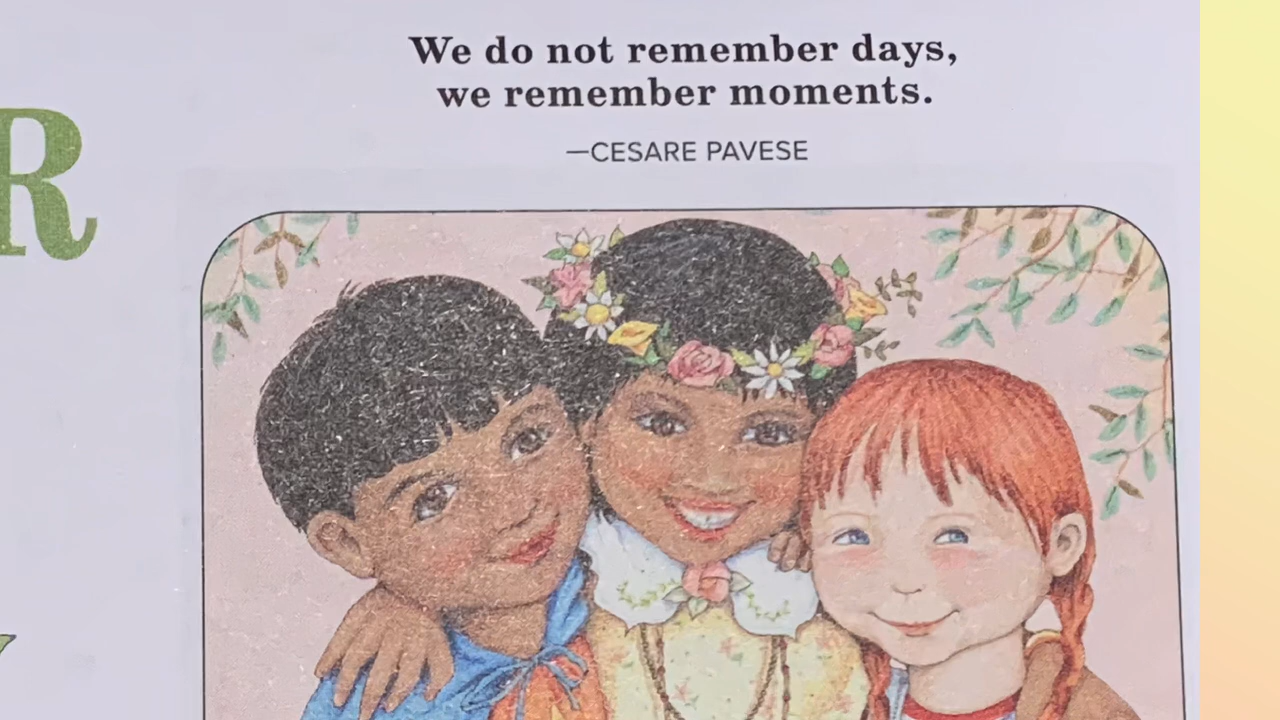 We do not remember days,
we remember moments.
—CESARE PAVESE
R